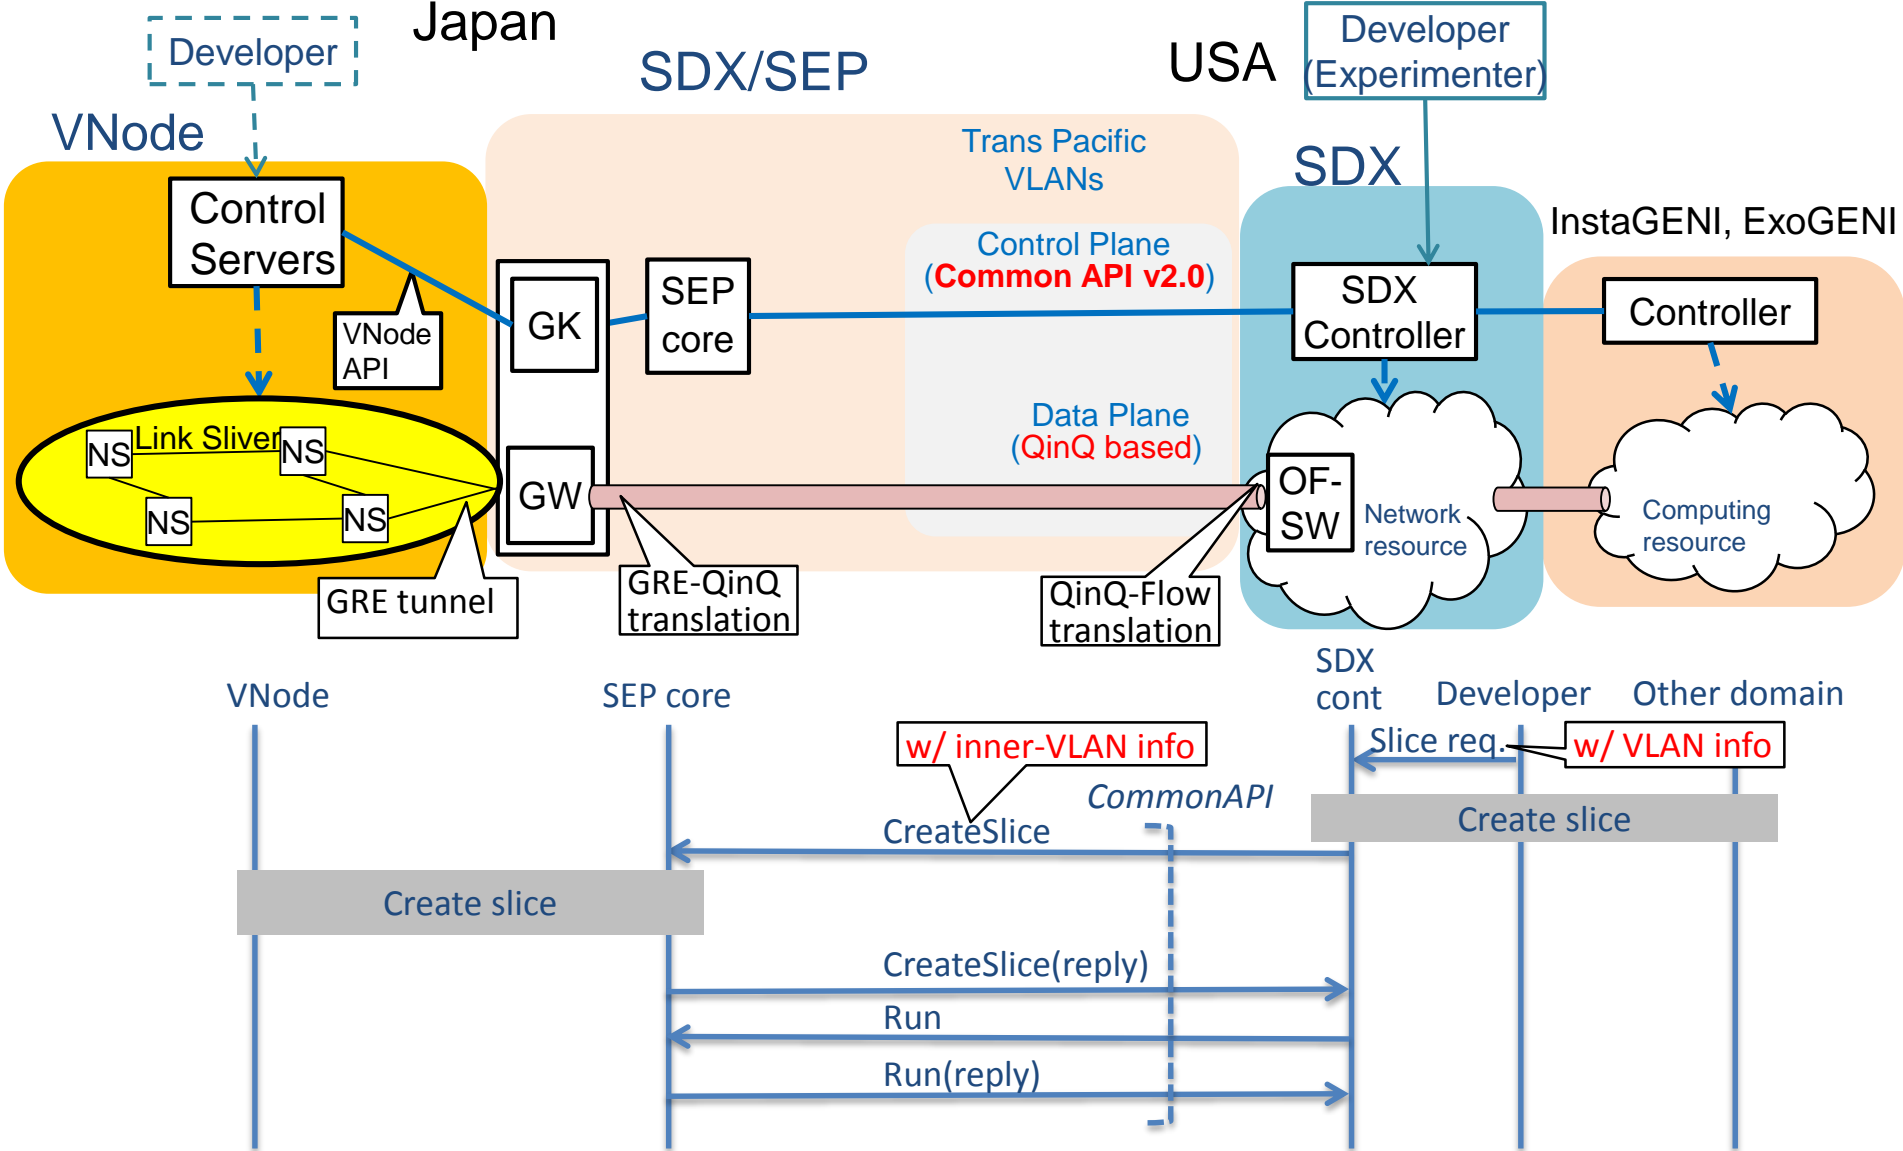 Japan
Developer
(Experimenter)
Developer
SDX/SEP
USA
VNode
Trans Pacific
VLANs
SDX
Control
Servers
InstaGENI, ExoGENI
Control Plane
(Common API v2.0)
SEP
core
SDX
Controller
Controller
GK
VNode
API
Link Sliver
NS
NS
NS
NS
Data Plane
(QinQ based)
GW
OF-
SW
Network
resource
Computing
resource
GRE tunnel
GRE-QinQ
translation
QinQ-Flow
translation
SDX
cont
VNode
SEP core
Developer
Other domain
w/ inner-VLAN info
Slice req.
w/ VLAN info
CommonAPI
CreateSlice
Create slice
Create slice
CreateSlice(reply)
Run
Run(reply)